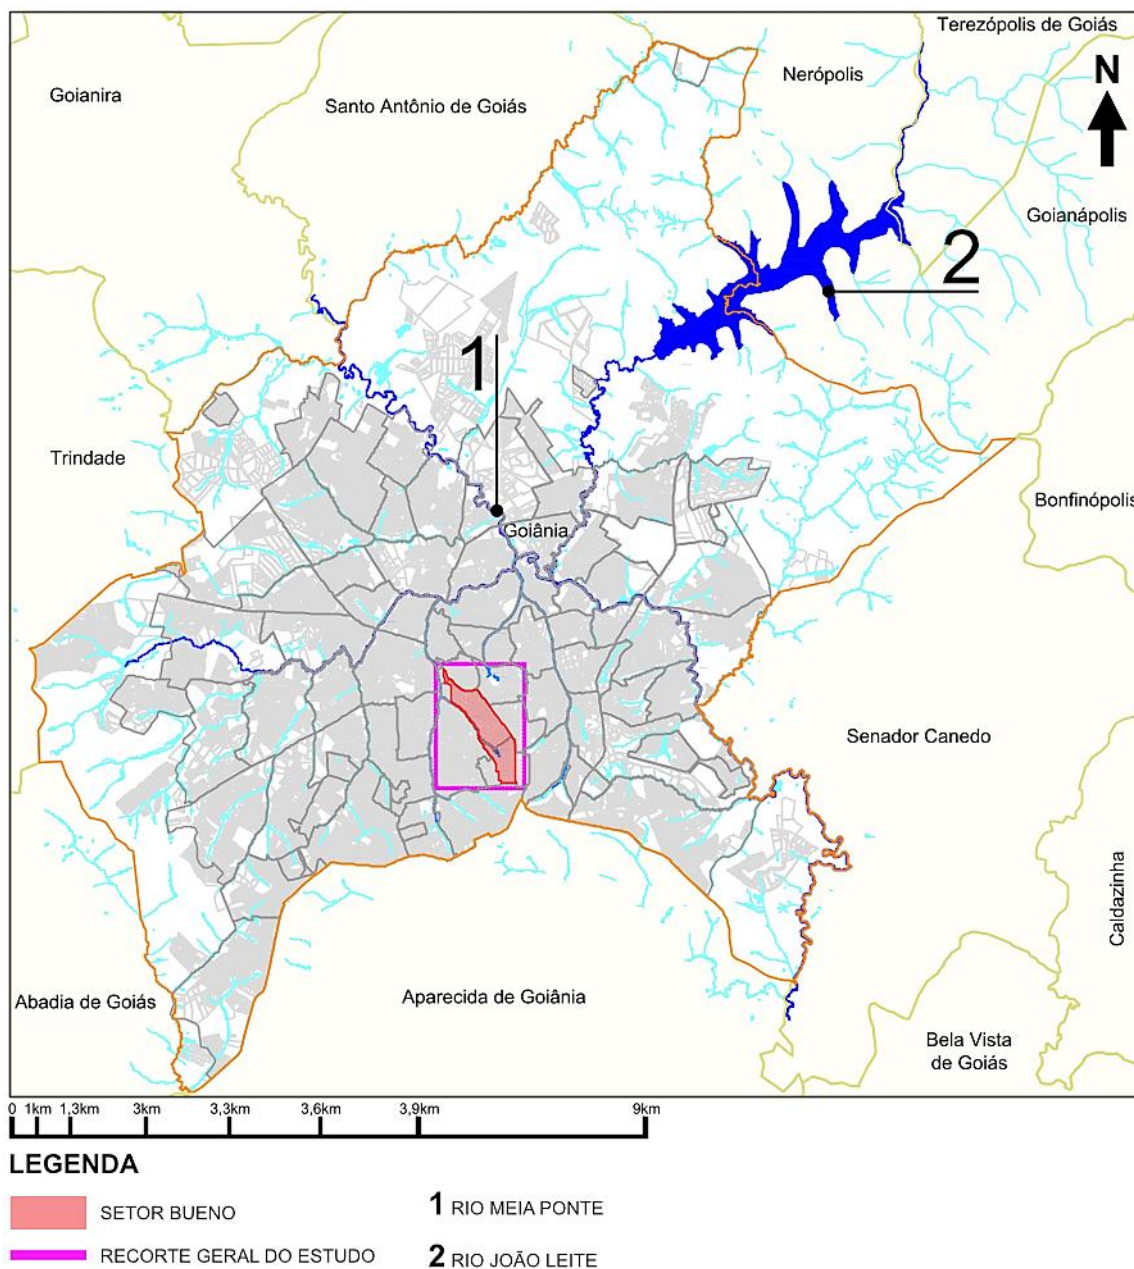 Terezópolis de Goiás
Nerópolis
N
Goianira
Santo Antônio de Goiás
Goianápolis
2
1
Trindade
Bonfinópolis
Goiânia
Senador Canedo
Caldazinha
Abadia de Goiás
Aparecida de Goiânia
Bela Vista
de Goiás
0 1km 1,3km 3km 3,3km 3,6km 3,9km 9km
LEGENDA
SETOR BUENO
1 RIO MEIA PONTE
RECORTE GERAL DO ESTUDO
2 RIO JOÃO LEITE